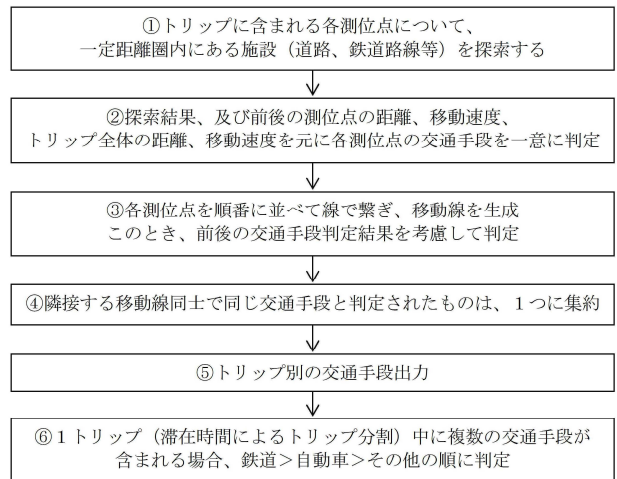 ①トリップに含まれる各測位点について、
一定距離圏内にある施設（道路、鉄道路線等）を探索する
②探索結果、及び前後の測位点の距離、移動速度、
トリップ全体の距離、移動速度を元に各測位点の交通手段を一意に判定
③各測位点を順番に並べて線で繋ぎ、移動線を生成
このとき、前後の交通手段判定結果を考慮して判定
④隣接する移動線同士で同じ交通手段と判定されたものは、１つに集約
⑤トリップ別の交通手段出力
⑥１トリップ（滞在時間によるトリップ分割）中に複数の交通手段が
含まれる場合、鉄道＞自動車＞その他の順に判定